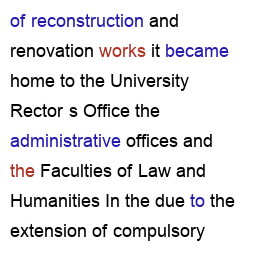 of reconstruction and
renovation works it became
home to the University
Rector s Office the
administrative offices and
the Faculties of Law and
Humanities In the due to the
extension of compulsory